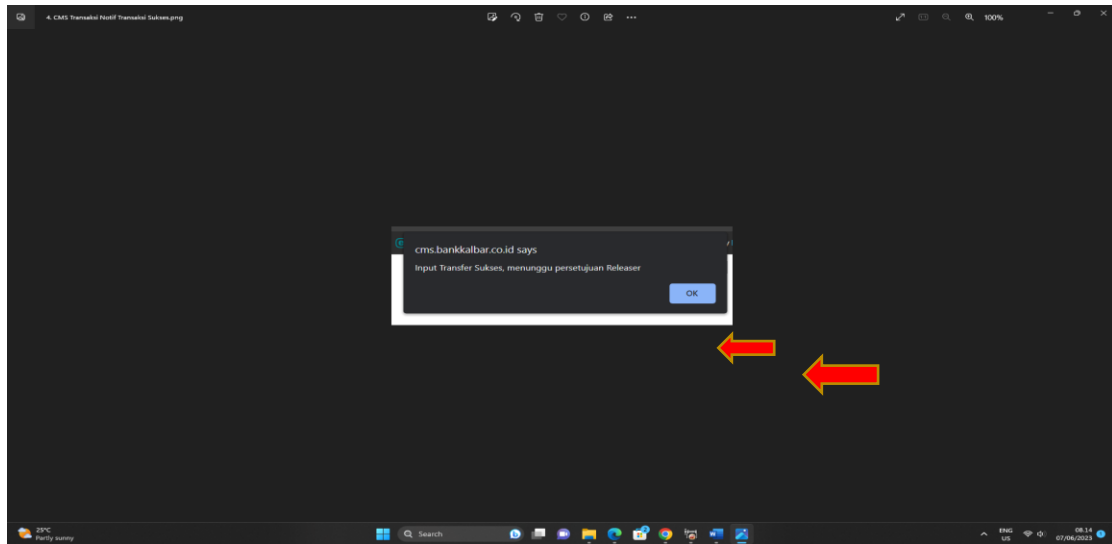 4. CMS Transaksi Notif Transaksi Sukses.png
100%
cms.bankkalbar.co.id says
Input Transfer Sukses, menunggu persetujuan Releaser
OK
25°C
Partly sunny
Search
ENG
US
08.14
07/06/2023